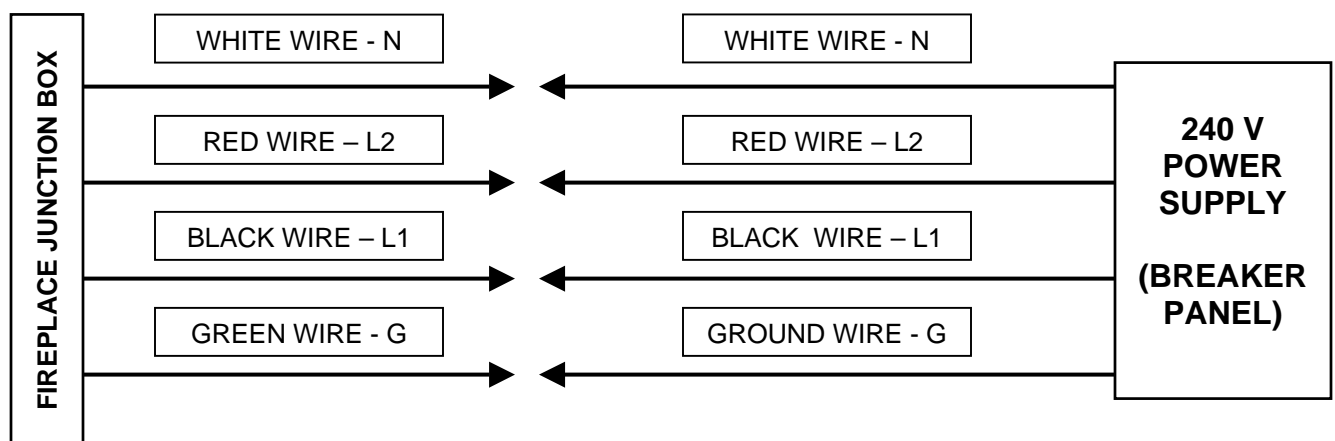 FIREPLACE JUNCTION BOX
WHITE WIRE - N
WHITE WIRE - N
RED WIRE – L2
RED WIRE – L2
BLACK WIRE – L1
BLACK  WIRE – L1
GREEN WIRE - G
GROUND WIRE - G
240 V
POWER
SUPPLY
(BREAKER
PANEL)